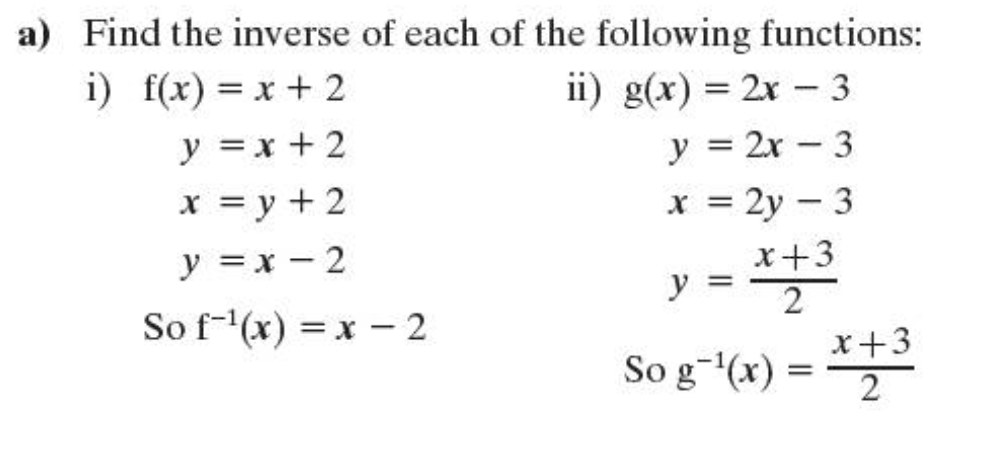 a) Find the inverse of each of the following functions:
i) f(x) = x + 2
y = x + 2
x = y + 2
y = x − 2
So f⁻¹(x) = x − 2
ii) g(x) = 2x − 3
y = 2x − 3
x = 2y − 3
y = x+3/2
So g⁻¹(x) = x+3/2